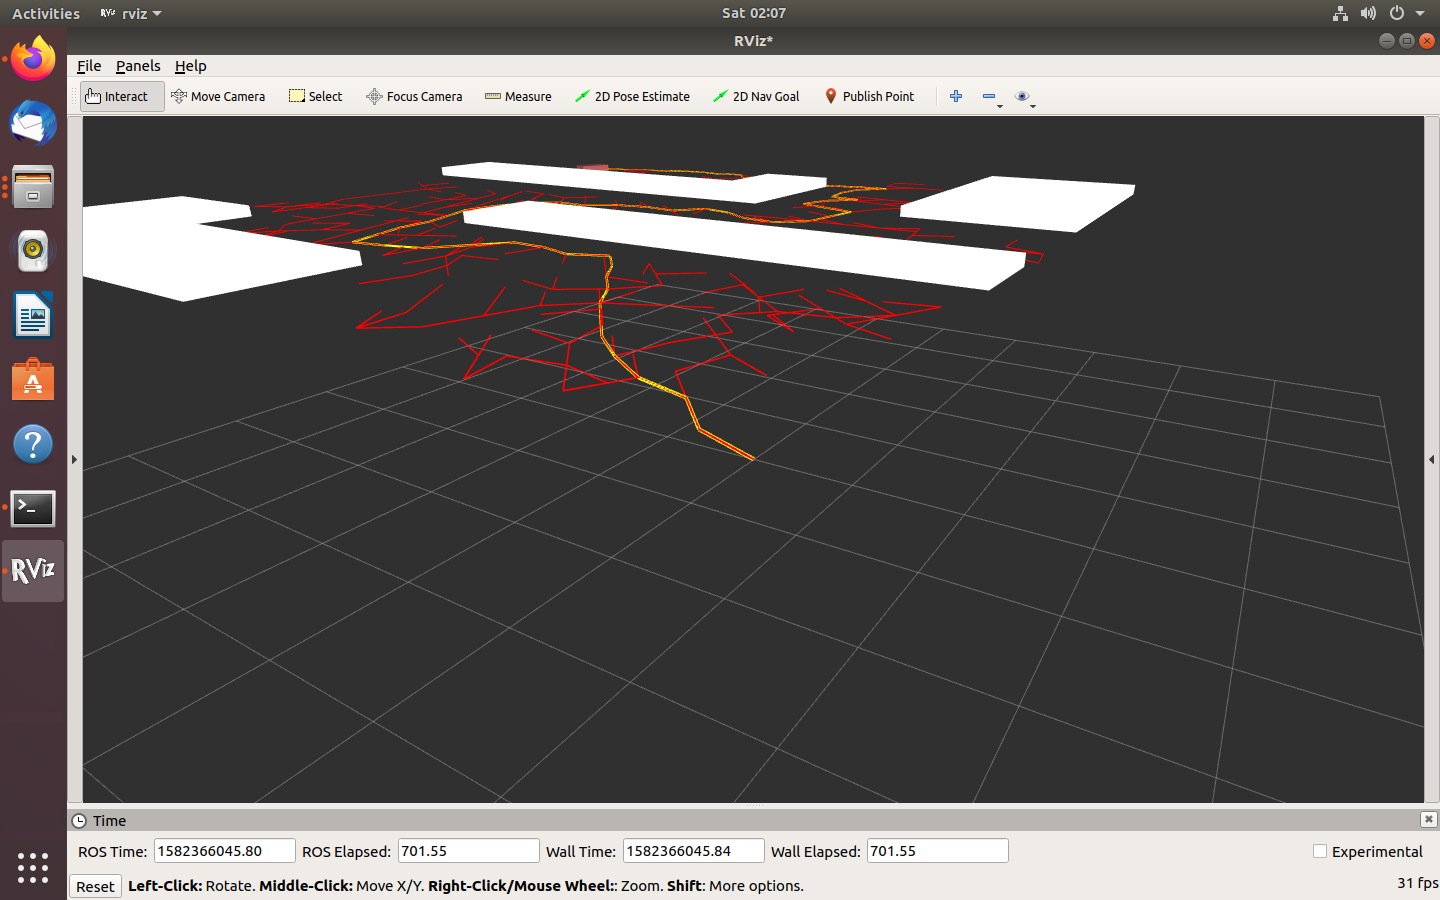 Activities RViz rviz Sat 02:07
RViz*
File Panels Help
Interact Move Camera Select Focus Camera Measure 2D Pose Estimate 2D Nav Goal Publish Point
A
?
>_
RViz
Time
ROS Time: 1582366045.80 ROS Elapsed: 701.55 Wall Time: 1582366045.84 Wall Elapsed: 701.55 Experimental
Reset Left-Click: Rotate. Middle-Click: Move X/Y. Right-Click/Mouse Wheel:: Zoom. Shift: More options. 31 fps